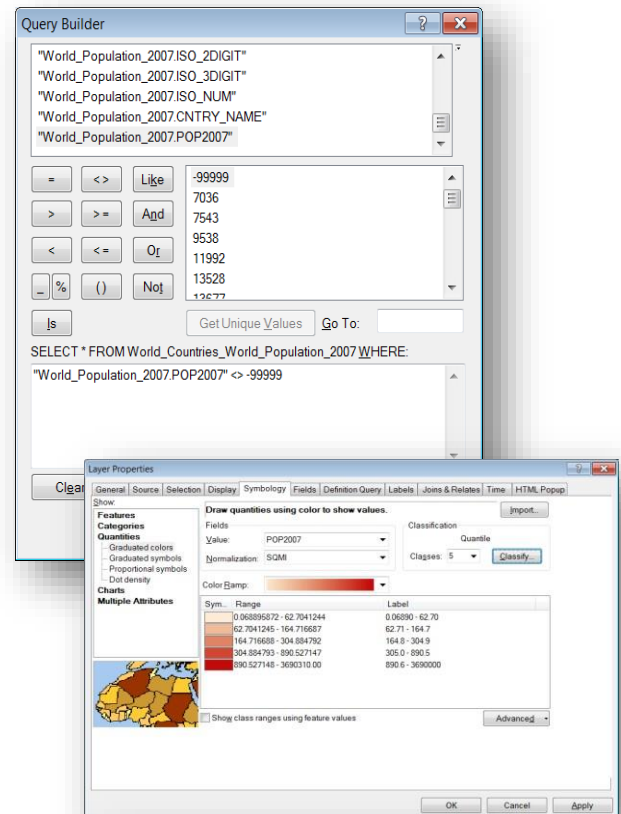 Query Builder
"World_Population_2007.ISO_2DIGIT"
"World_Population_2007.ISO_3DIGIT"
"World_Population_2007.ISO_NUM"
"World_Population_2007.CNTRY_NAME"
"World_Population_2007.POP2007"
= <> Like
> >= And
< <= Or
_ % () Not
Is
-99999
7036
7543
9538
11992
13528
13677
Get Unique Values Go To:
SELECT * FROM World_Countries_World_Population_2007 WHERE:
"World_Population_2007.POP2007" <> -99999
Layer Properties
General Source Selection Display Symbology Fields Definition Query Labels Joins & Relates Time HTML Popup
Show:
Features
Categories
Quantities
Graduated colors
Graduated symbols
Proportional symbols
Dot density
Charts
Multiple Attributes
Draw quantities using color to show values. Import...
Fields
Value: POP2007
Normalization: SQMI
Classification
Quantile
Classes: 5 Classify...
Color Ramp:
Sym... Range Label
0.068895872 - 62.7041244 0.06890 - 62.70
62.7041245 - 164.716687 62.71 - 164.7
164.716688 - 304.884792 164.8 - 304.9
304.884793 - 890.527147 305.0 - 890.5
890.527148 - 3690310.00 890.6 - 3690000
Show class ranges using feature values Advanced
OK Cancel Apply